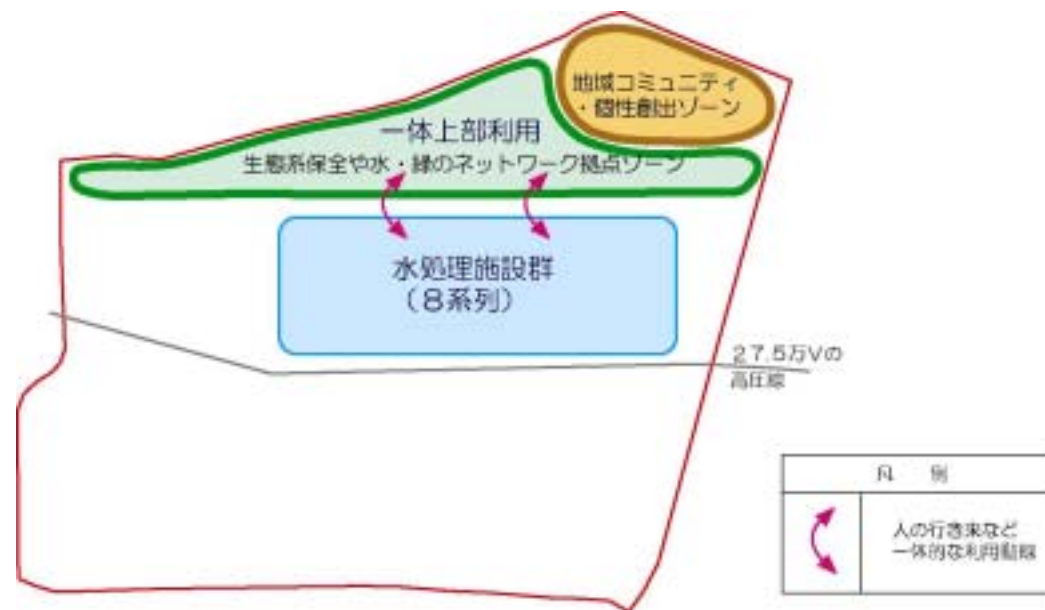 地域コミュニティ
・個性創出ゾーン
一体上部利用
生態系保全や水・緑のネットワーク拠点ゾーン
水処理施設群
（８系列）
２７.５万Vの
高圧線
凡　例
人の行き来など
一体的な利用動線